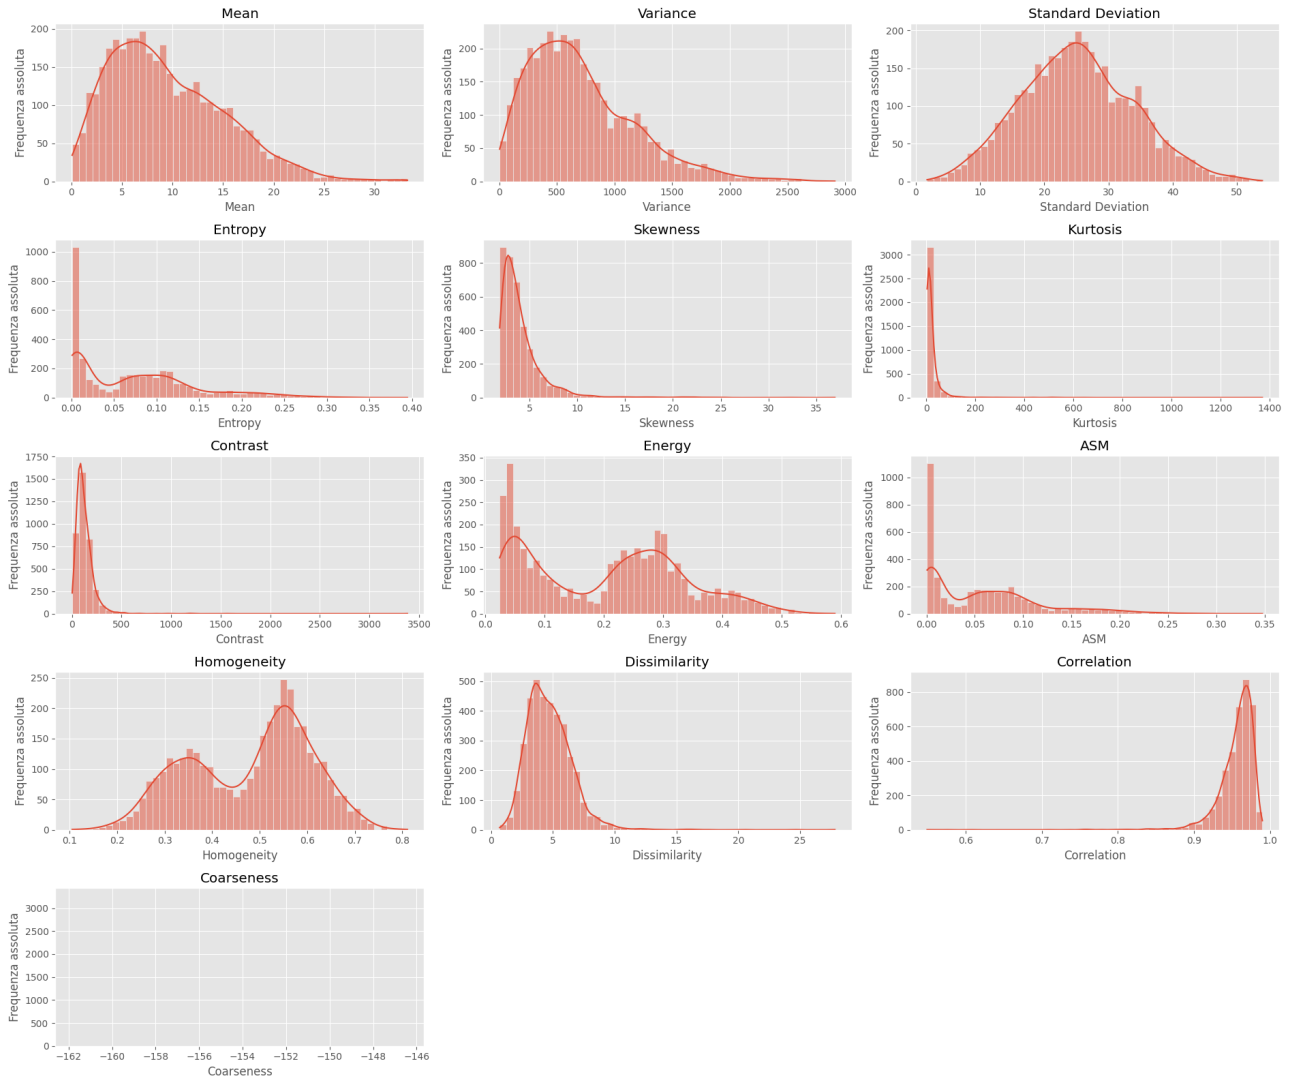 Mean
Variance
Standard Deviation
Frequenza assoluta
200
150
100
50
0
0 5 10 15 20 25 30
Mean
Frequenza assoluta
200
150
100
50
0
0 500 1000 1500 2000 2500 3000
Variance
Frequenza assoluta
200
150
100
50
0
0 10 20 30 40 50
Standard Deviation
Entropy
Skewness
Kurtosis
Frequenza assoluta
1000
800
600
400
200
0
0.00 0.05 0.10 0.15 0.20 0.25 0.30 0.35 0.40
Entropy
Frequenza assoluta
800
600
400
200
0
5 10 15 20 25 30 35
Skewness
Frequenza assoluta
3000
2500
2000
1500
1000
500
0
0 200 400 600 800 1000 1200 1400
Kurtosis
Contrast
Energy
ASM
Frequenza assoluta
1750
1500
1250
1000
750
500
250
0
0 500 1000 1500 2000 2500 3000 3500
Contrast
Frequenza assoluta
350
300
250
200
150
100
50
0
0.0 0.1 0.2 0.3 0.4 0.5 0.6
Energy
Frequenza assoluta
1000
800
600
400
200
0
0.00 0.05 0.10 0.15 0.20 0.25 0.30 0.35
ASM
Homogeneity
Dissimilarity
Correlation
Frequenza assoluta
250
200
150
100
50
0
0.1 0.2 0.3 0.4 0.5 0.6 0.7 0.8
Homogeneity
Frequenza assoluta
500
400
300
200
100
0
0 5 10 15 20 25
Dissimilarity
Frequenza assoluta
800
600
400
200
0
0.6 0.7 0.8 0.9 1.0
Correlation
Coarseness
Frequenza assoluta
3000
2500
2000
1500
1000
500
0
−162 −160 −158 −156 −154 −152 −150 −148 −146
Coarseness